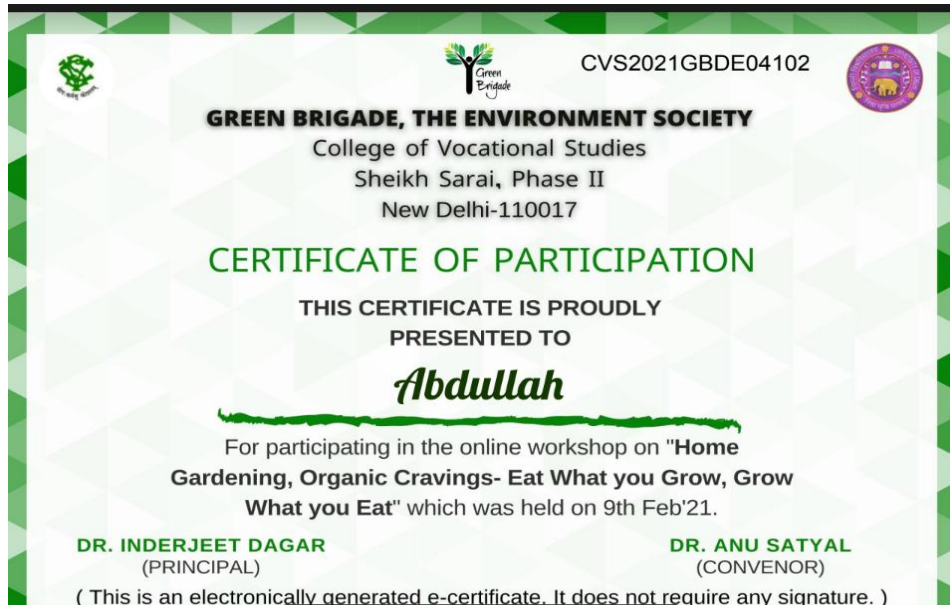 Green
Brigade
CVS2021GBDE04102
GREEN BRIGADE, THE ENVIRONMENT SOCIETY
College of Vocational Studies
Sheikh Sarai, Phase II
New Delhi-110017
CERTIFICATE OF PARTICIPATION
THIS CERTIFICATE IS PROUDLY
PRESENTED TO
Abdullah
For participating in the online workshop on "Home
Gardening, Organic Cravings- Eat What you Grow, Grow
What you Eat" which was held on 9th Feb'21.
DR. INDERJEET DAGAR
(PRINCIPAL)
DR. ANU SATYAL
(CONVENOR)
( This is an electronically generated e-certificate. It does not require any signature. )